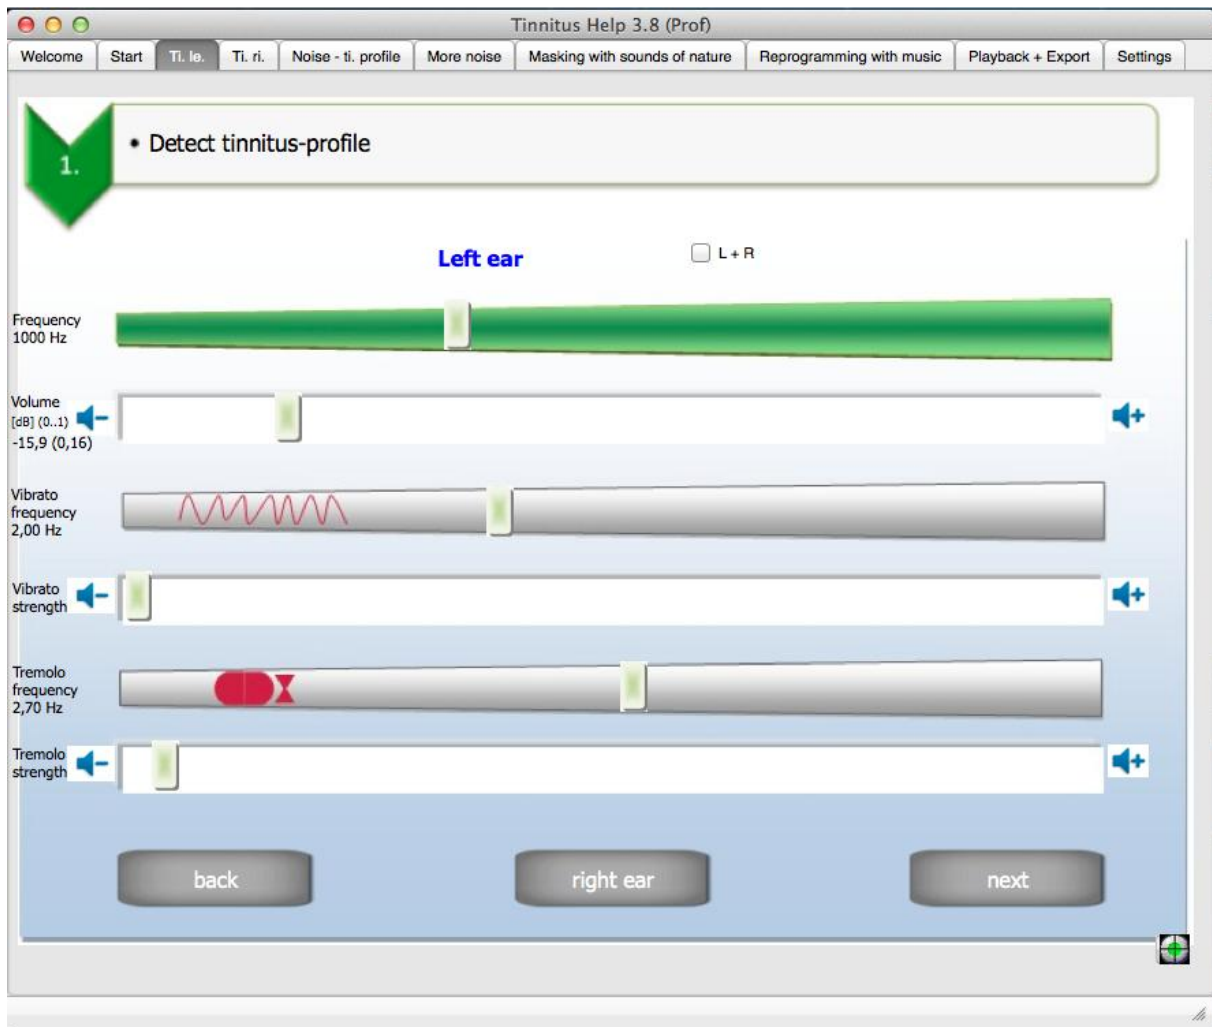 Tinnitus Help 3.8 (Prof)
Welcome Start Ti. le. Ti. ri. Noise - ti. profile More noise Masking with sounds of nature Reprogramming with music Playback + Export Settings
1.
• Detect tinnitus-profile
Left ear
L + R
Frequency
1000 Hz
Volume
[dB] (0..1)
-15,9 (0,16)
Vibrato
frequency
2,00 Hz
Vibrato
strength
Tremolo
frequency
2,70 Hz
Tremolo
strength
back right ear next